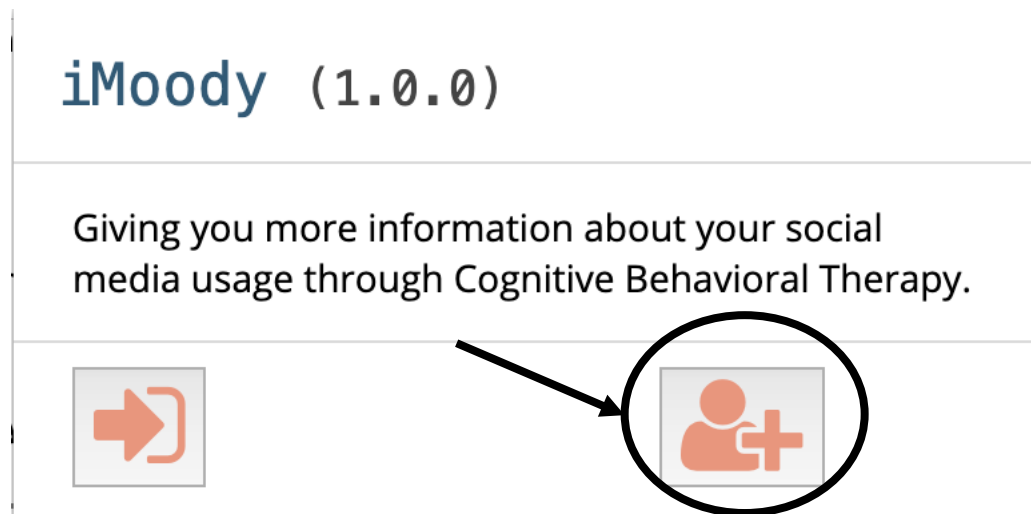 iMoody (1.0.0)
Giving you more information about your social
media usage through Cognitive Behavioral Therapy.